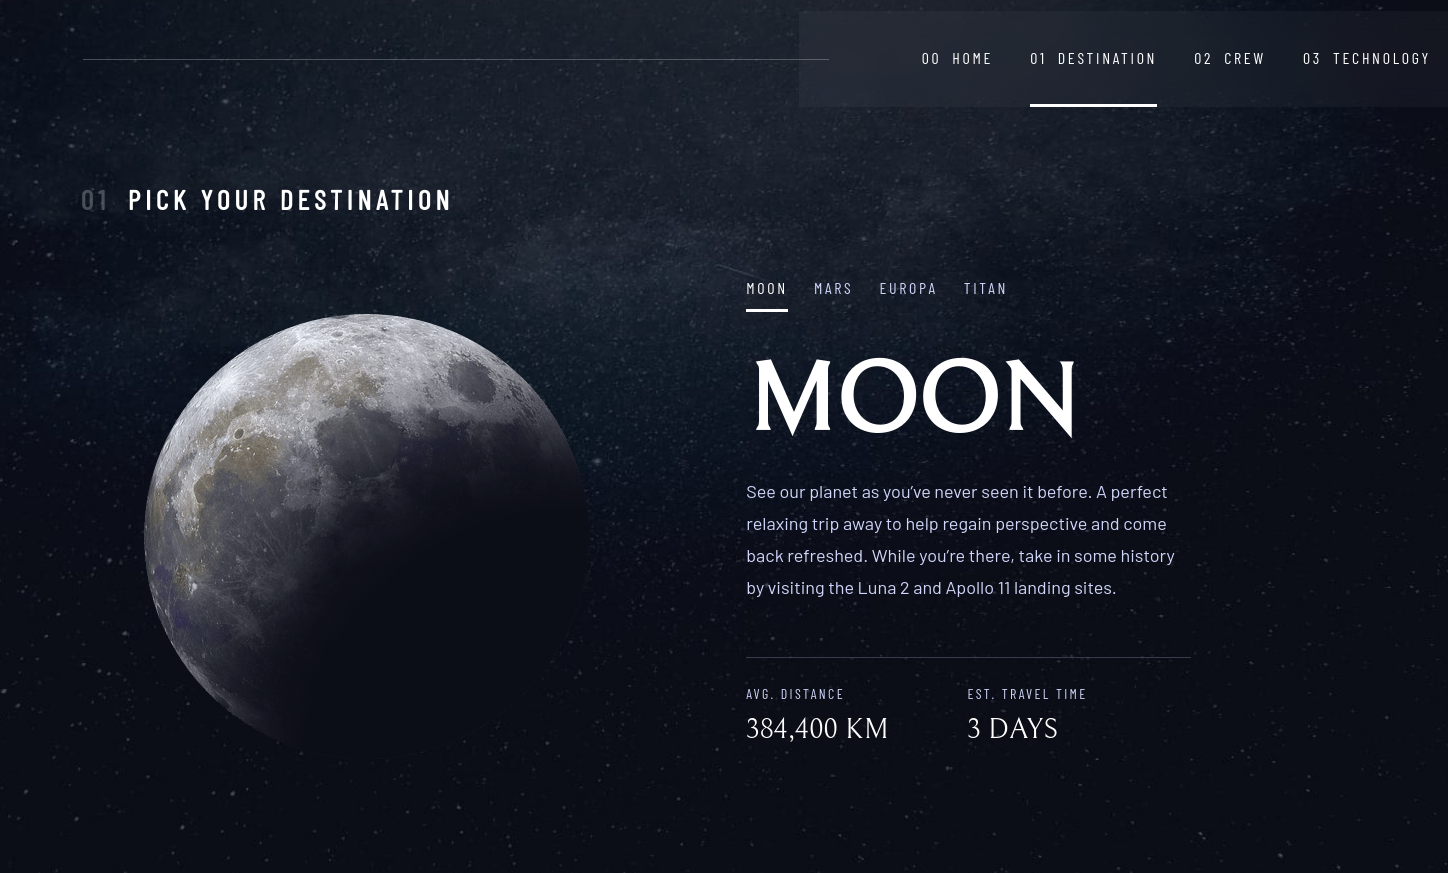 00 HOME 01 DESTINATION 02 CREW 03 TECHNOLOGY
01 PICK YOUR DESTINATION
MOON MARS EUROPA TITAN
MOON
See our planet as you’ve never seen it before. A perfect
relaxing trip away to help regain perspective and come
back refreshed. While you’re there, take in some history
by visiting the Luna 2 and Apollo 11 landing sites.
AVG. DISTANCE
384,400 KM
EST. TRAVEL TIME
3 DAYS